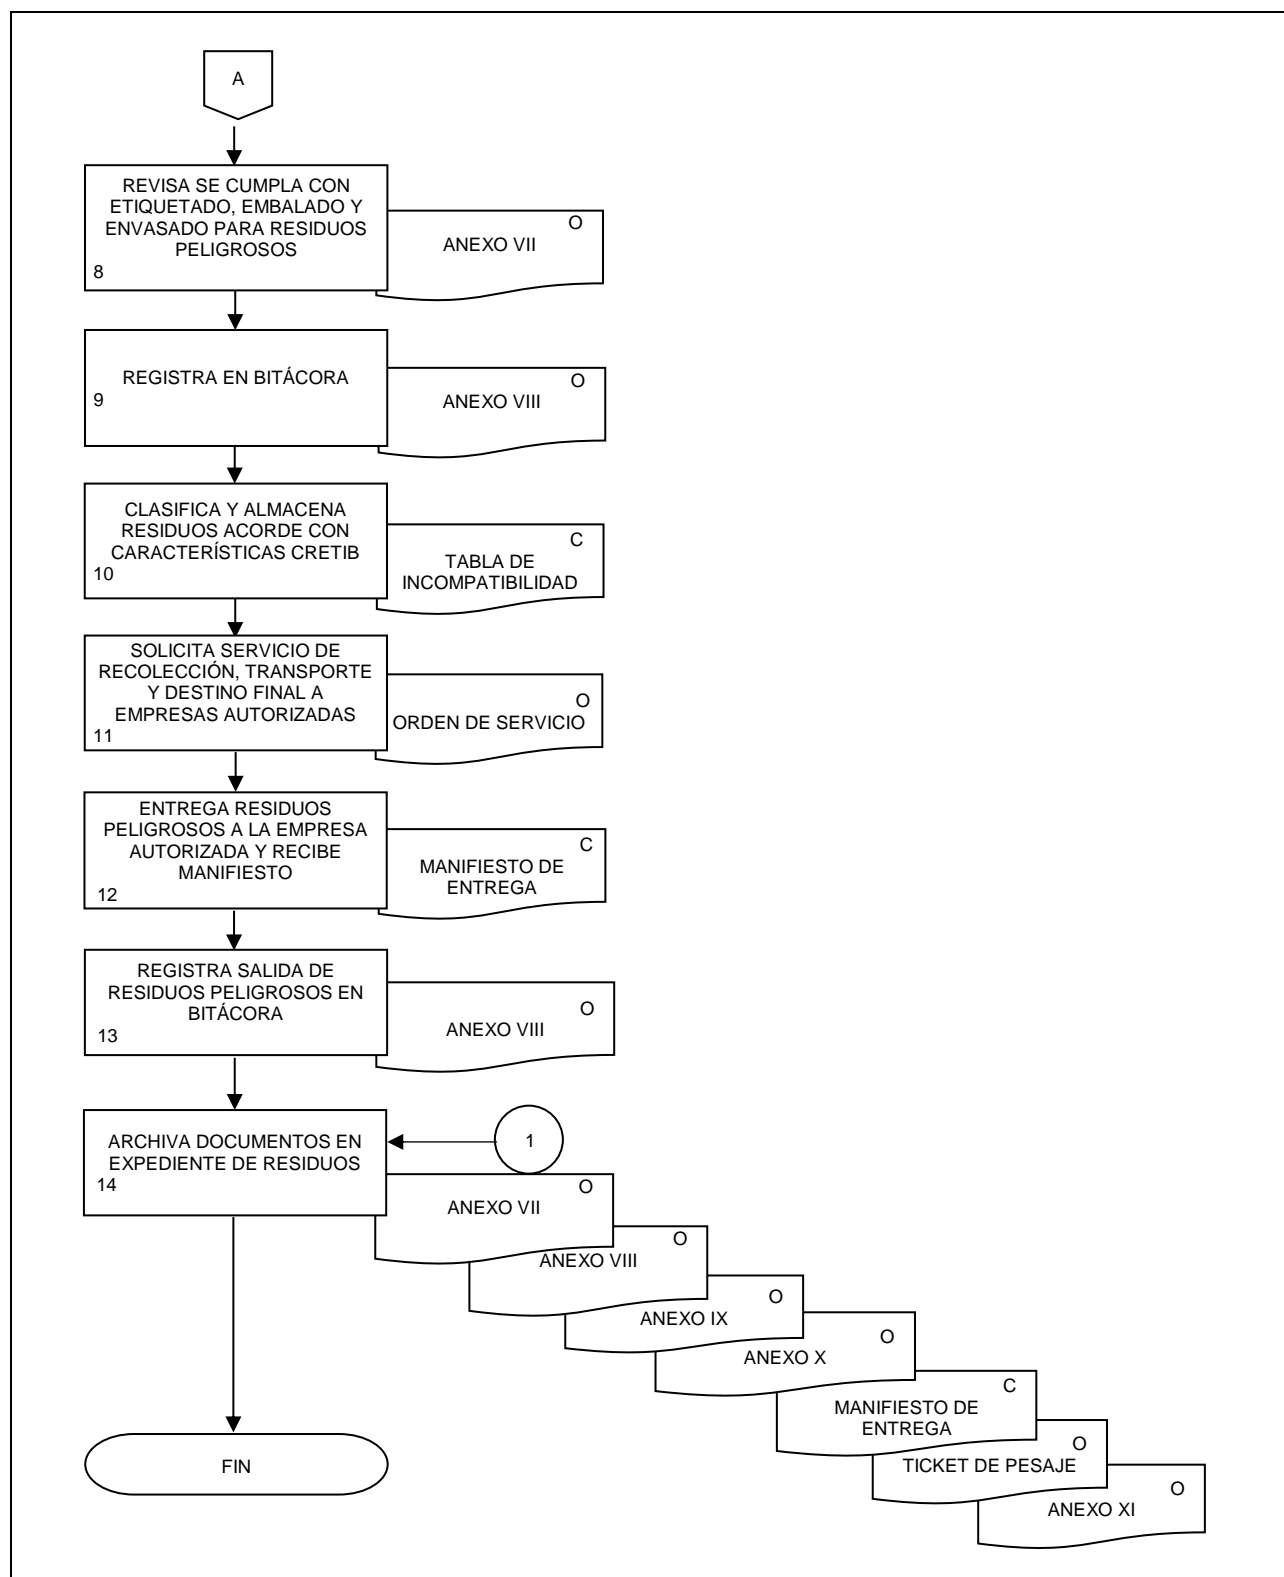 A
REVISA SE CUMPLA CON
ETIQUETADO, EMBALADO Y
ENVASADO PARA RESIDUOS
PELIGROSOS
8
O
ANEXO VII
REGISTRA EN BITÁCORA
9
O
ANEXO VIII
CLASIFICA Y ALMACENA
RESIDUOS ACORDE CON
CARACTERÍSTICAS CRETIB
10
C
TABLA DE
INCOMPATIBILIDAD
SOLICITA SERVICIO DE
RECOLECCIÓN, TRANSPORTE
Y DESTINO FINAL A
EMPRESAS AUTORIZADAS
11
O
ORDEN DE SERVICIO
ENTREGA RESIDUOS
PELIGROSOS A LA EMPRESA
AUTORIZADA Y RECIBE
MANIFIESTO
12
C
MANIFIESTO DE
ENTREGA
REGISTRA SALIDA DE
RESIDUOS PELIGROSOS EN
BITÁCORA
13
O
ANEXO VIII
ARCHIVA DOCUMENTOS EN
EXPEDIENTE DE RESIDUOS
14
1
O
ANEXO VII
O
ANEXO VIII
O
ANEXO IX
O
ANEXO X
C
MANIFIESTO DE
ENTREGA
O
TICKET DE PESAJE
O
ANEXO XI
FIN